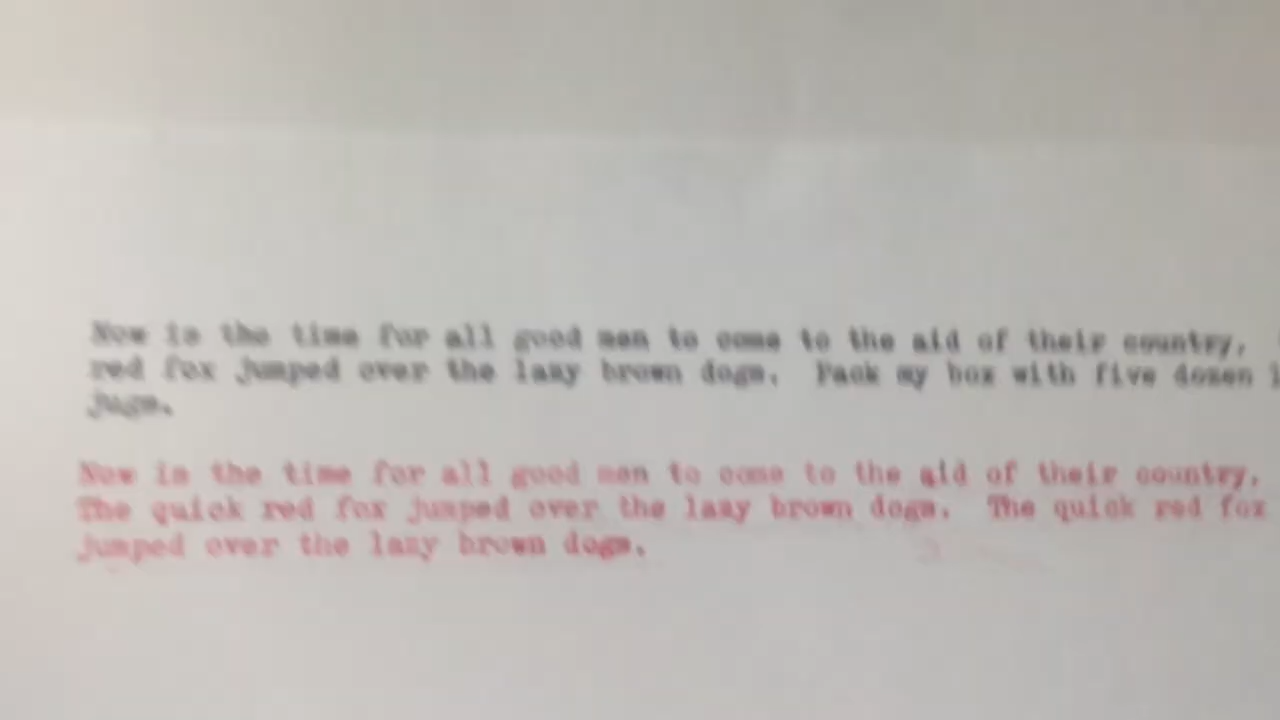 Now is the time for all good men to come to the aid of their country.
red fox jumped over the lazy brown dogs. Pack my box with five dozen
jugs.
Now is the time for all good men to come to the aid of their country.
The quick red fox jumped over the lazy brown dogs. The quick red fox
jumped over the lazy brown dogs.